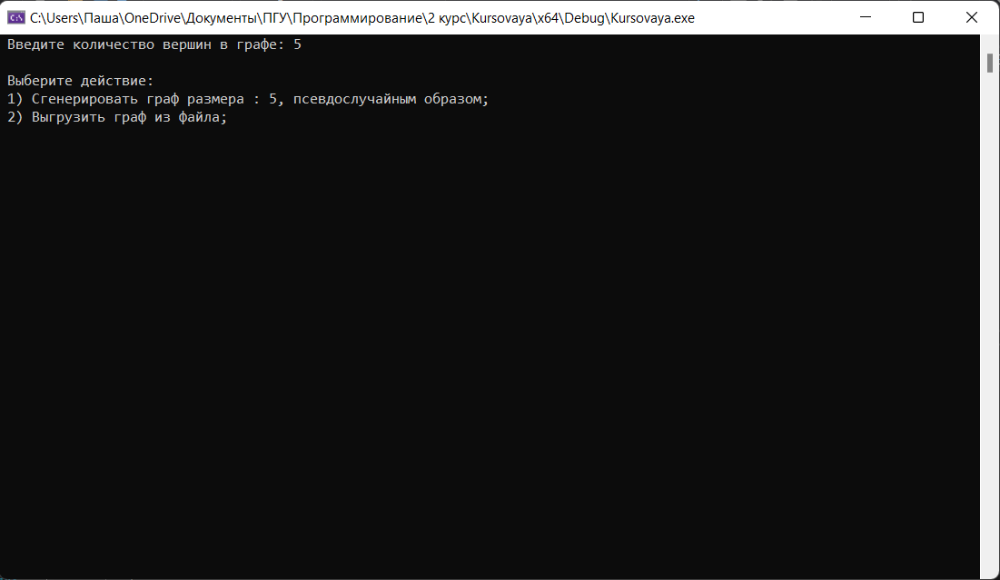 C:\Users\Паша\OneDrive\Документы\ПГУ\Программирование\2 курс\Kursovaya\x64\Debug\Kursovaya.exe
Введите количество вершин в графе: 5
Выберите действие:
1) Сгенерировать граф размера : 5, псевдослучайным образом;
2) Выгрузить граф из файла;